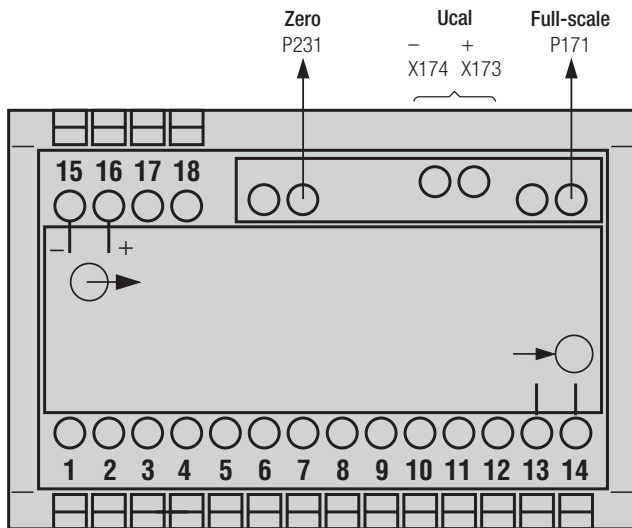 Zero Ucal Full-scale
P231 – + P171
X174 X173
15 16 17 18
– +
1 2 3 4 5 6 7 8 9 10 11 12 13 14